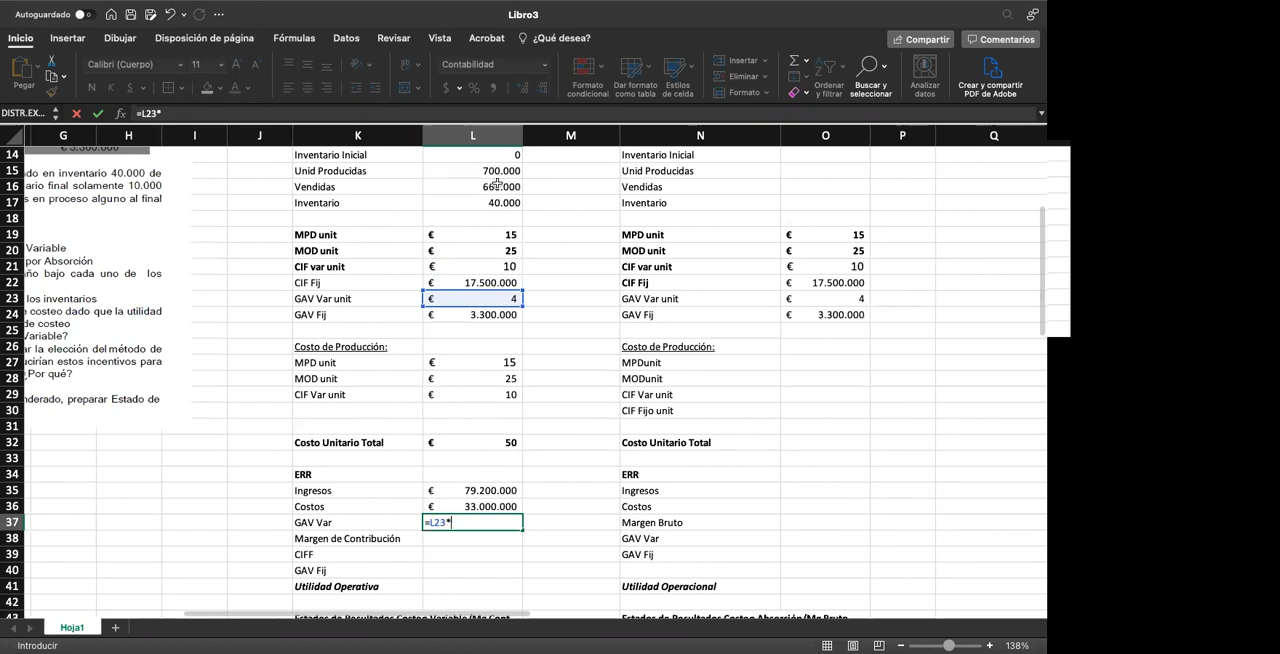 Autoguardado
Libro3
Inicio Insertar Dibujar Disposición de página Fórmulas Datos Revisar Vista Acrobat ¿Qué desea? Compartir Comentarios
Pegar Calibri (Cuerpo) 11 Contabilidad Formato condicional Dar formato como tabla Estilos de celda Insertar Eliminar Formato Ordenar y filtrar Buscar y seleccionar Analizar datos Crear y compartir PDF de Adobe
N K S
DISTR.EX... fx =L23*
G H I J K L M N O P Q
€ 3.300.000
14 Inventario Inicial 0 Inventario Inicial
15 Unid Producidas 700.000 Unid Producidas
16 Vendidas Vendidas
17 Inventario 40.000 Inventario
18
19 MPD unit € 15 MPD unit € 15
20 MOD unit € 25 MOD unit € 25
21 CIF var unit € 10 CIF var unit € 10
22 CIF Fij € 17.500.000 CIF Fij € 17.500.000
23 GAV Var unit € 4 GAV Var unit € 4
24 GAV Fij € 3.300.000 GAV Fij € 3.300.000
25
26 Costo de Producción: Costo de Producción:
27 MPD unit € 15 MPDunit
28 MOD unit € 25 MODunit
29 CIF Var unit € 10 CIF Var unit
30 CIF Fijo unit
31
32 Costo Unitario Total € 50 Costo Unitario Total
33
34 ERR ERR
35 Ingresos € 79.200.000 Ingresos
36 Costos € 33.000.000 Costos
37 GAV Var =L23* Margen Bruto
38 Margen de Contribución GAV Var
39 CIFF GAV Fij
40 GAV Fij
41 Utilidad Operativa Utilidad Operacional
42
do en inventario 40.000 de
ario final solamente 10.000
s en proceso alguno al final
Variable
por Absorción
ño bajo cada uno de los
los inventarios
costeo dado que la utilidad
de costeo
Variable?
ar la elección del método de
ucirían estos incentivos para
¿Por qué?
nderado, preparar Estado de
Hoja1
Introducir 138%